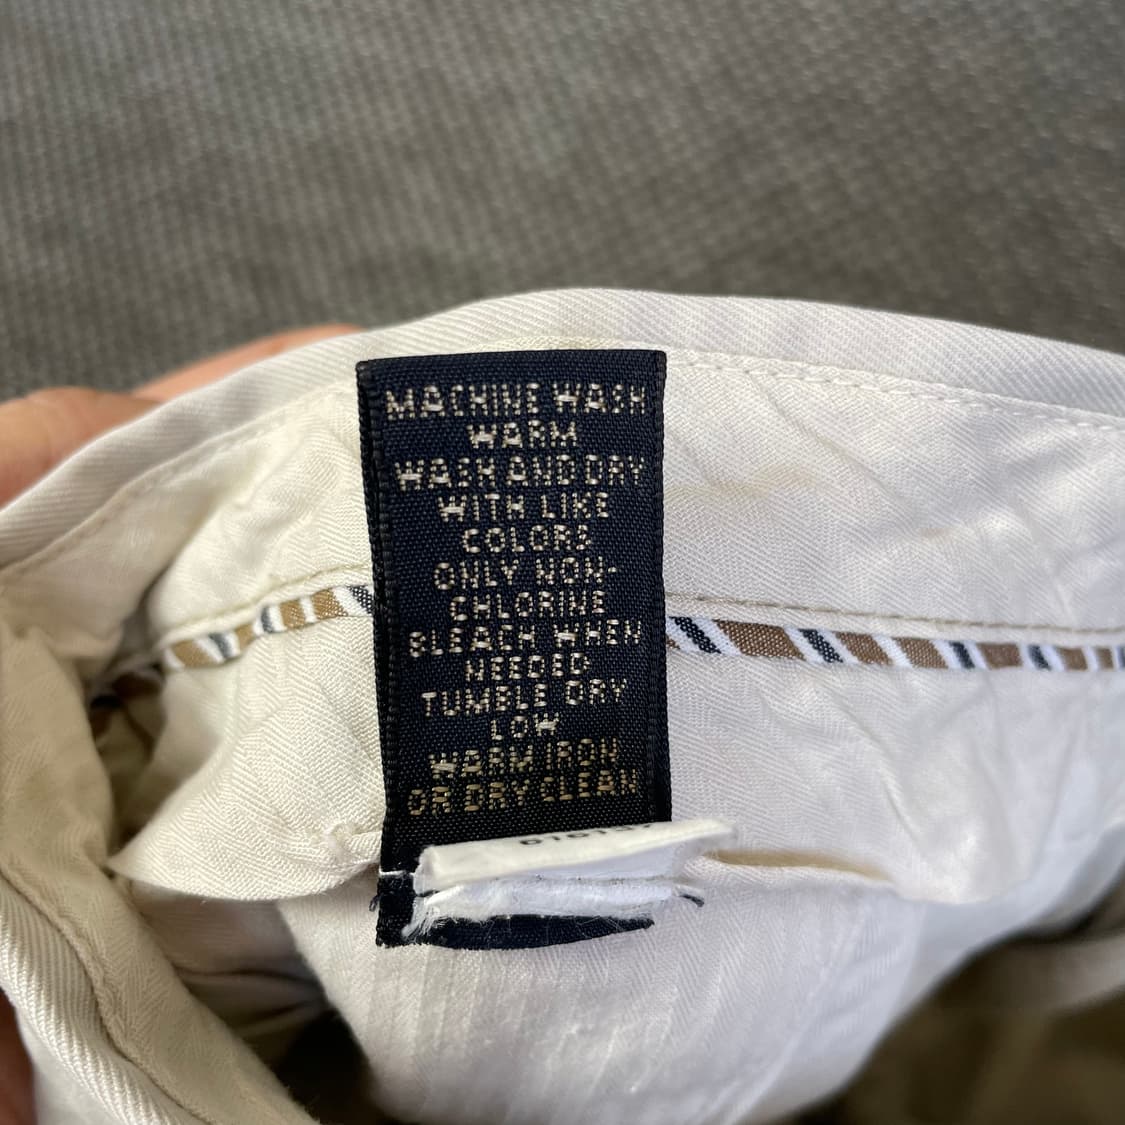 MACHINE WASH
WARM
WASH AND DRY
WITH LIKE
COLORS
ONLY NON-
CHLORINE
BLEACH WHEN
NEEDED
TUMBLE DRY
LOW
WARM IRON
OR DRY CLEAN